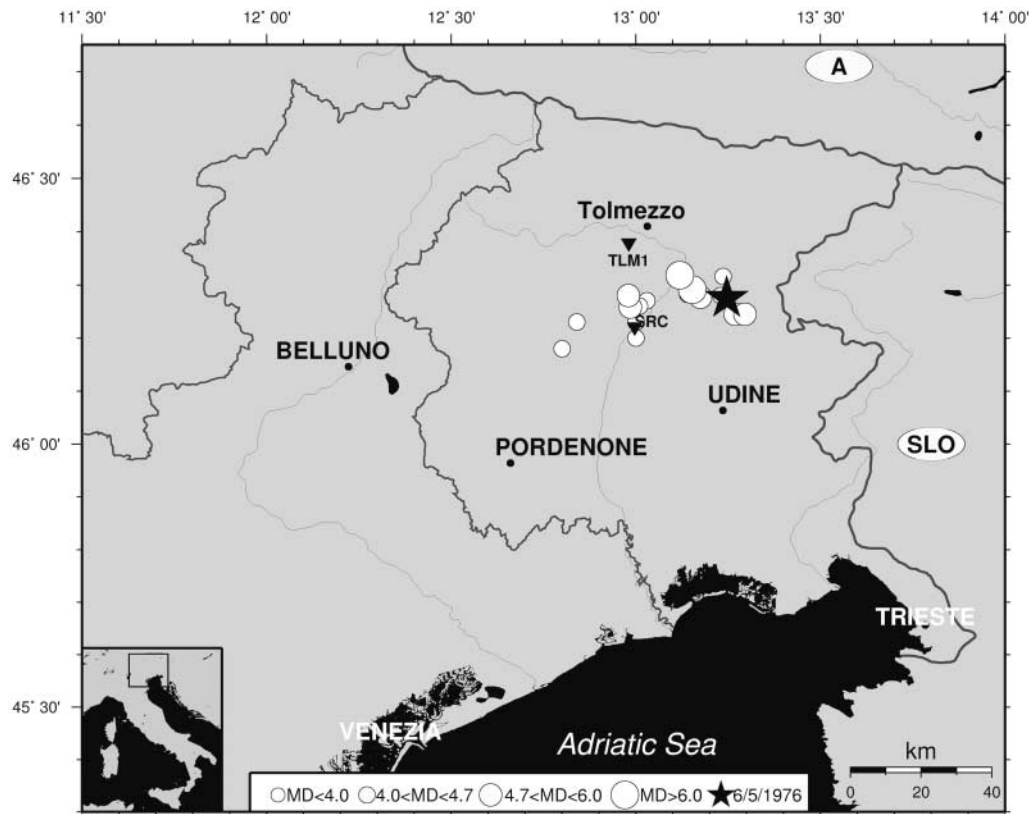 11˚ 30' 12˚ 00' 12˚ 30' 13˚ 00' 13˚ 30' 14˚ 00'
A
46˚ 30'
Tolmezzo
TLM1
SRC
BELLUNO
UDINE
46˚ 00'
SLO
PORDENONE
TRIESTE
45˚ 30'
VENEZIA
Adriatic Sea
km
0 20 40
MD<4.0 4.0<MD<4.7 4.7<MD<6.0 MD>6.0 6/5/1976